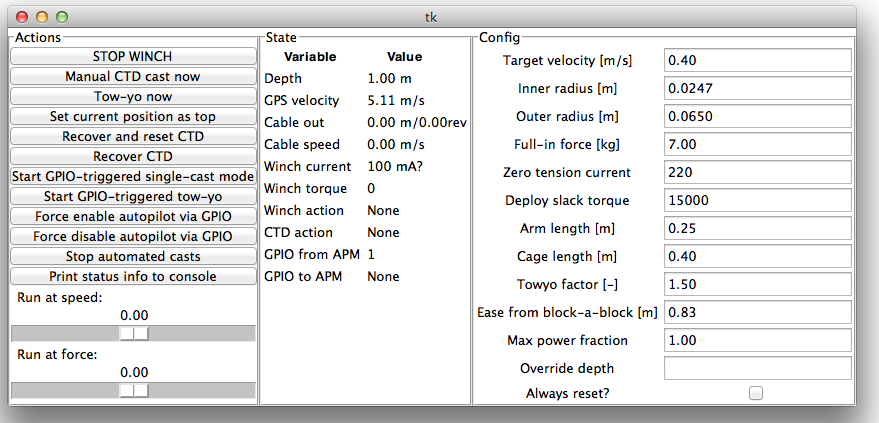 tk
Actions
STOP WINCH
Manual CTD cast now
Tow-yo now
Set current position as top
Recover and reset CTD
Recover CTD
Start GPIO-triggered single-cast mode
Start GPIO-triggered tow-yo
Force enable autopilot via GPIO
Force disable autopilot via GPIO
Stop automated casts
Print status info to console
Run at speed:
0.00
Run at force:
0.00
State
Variable Value
Depth 1.00 m
GPS velocity 5.11 m/s
Cable out 0.00 m/0.00rev
Cable speed 0.00 m/s
Winch current 100 mA?
Winch torque 0
Winch action None
CTD action None
GPIO from APM 1
GPIO to APM None
Config
Target velocity [m/s] 0.40
Inner radius [m] 0.0247
Outer radius [m] 0.0650
Full-in force [kg] 7.00
Zero tension current 220
Deploy slack torque 15000
Arm length [m] 0.25
Cage length [m] 0.40
Towyo factor [-] 1.50
Ease from block-a-block [m] 0.83
Max power fraction 1.00
Override depth
Always reset?